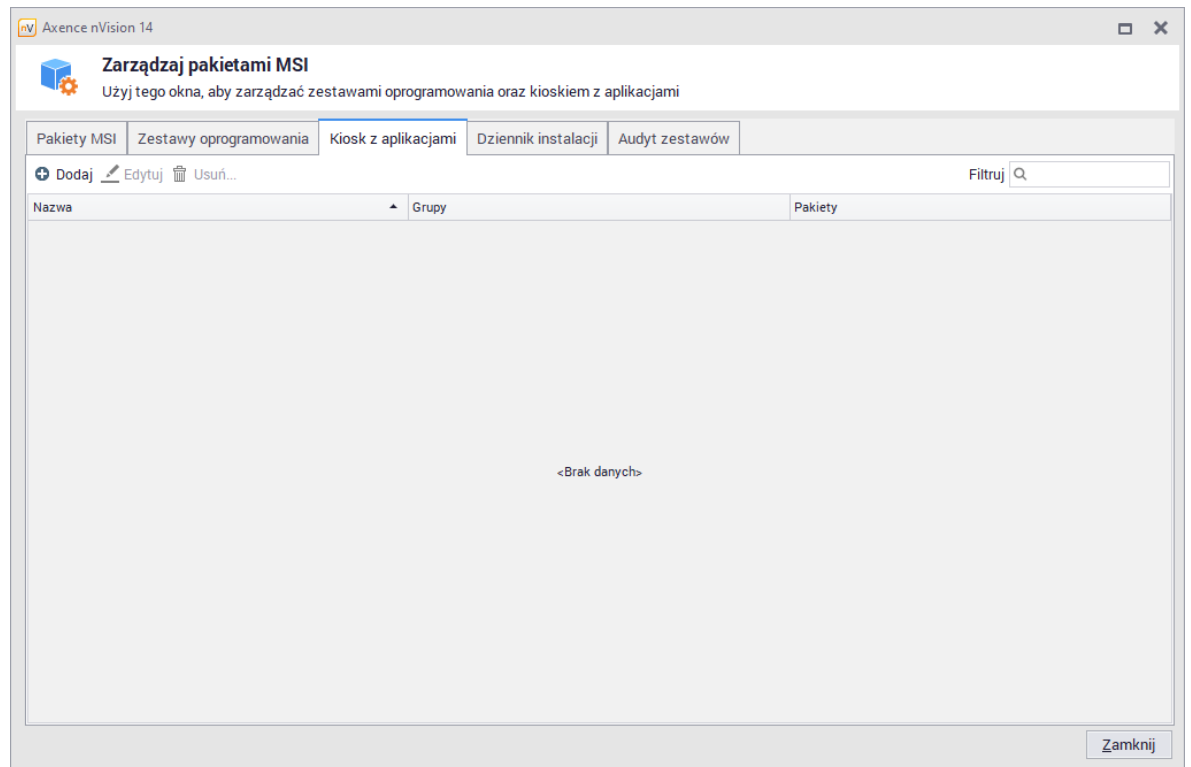 nV Axence nVision 14
Zarządzaj pakietami MSI
Użyj tego okna, aby zarządzać zestawami oprogramowania oraz kioskiem z aplikacjami
Pakiety MSI Zestawy oprogramowania Kiosk z aplikacjami Dziennik instalacji Audyt zestawów
Dodaj Edytuj Usuń... Filtruj
Nazwa Grupy Pakiety
<Brak danych>
Zamknij